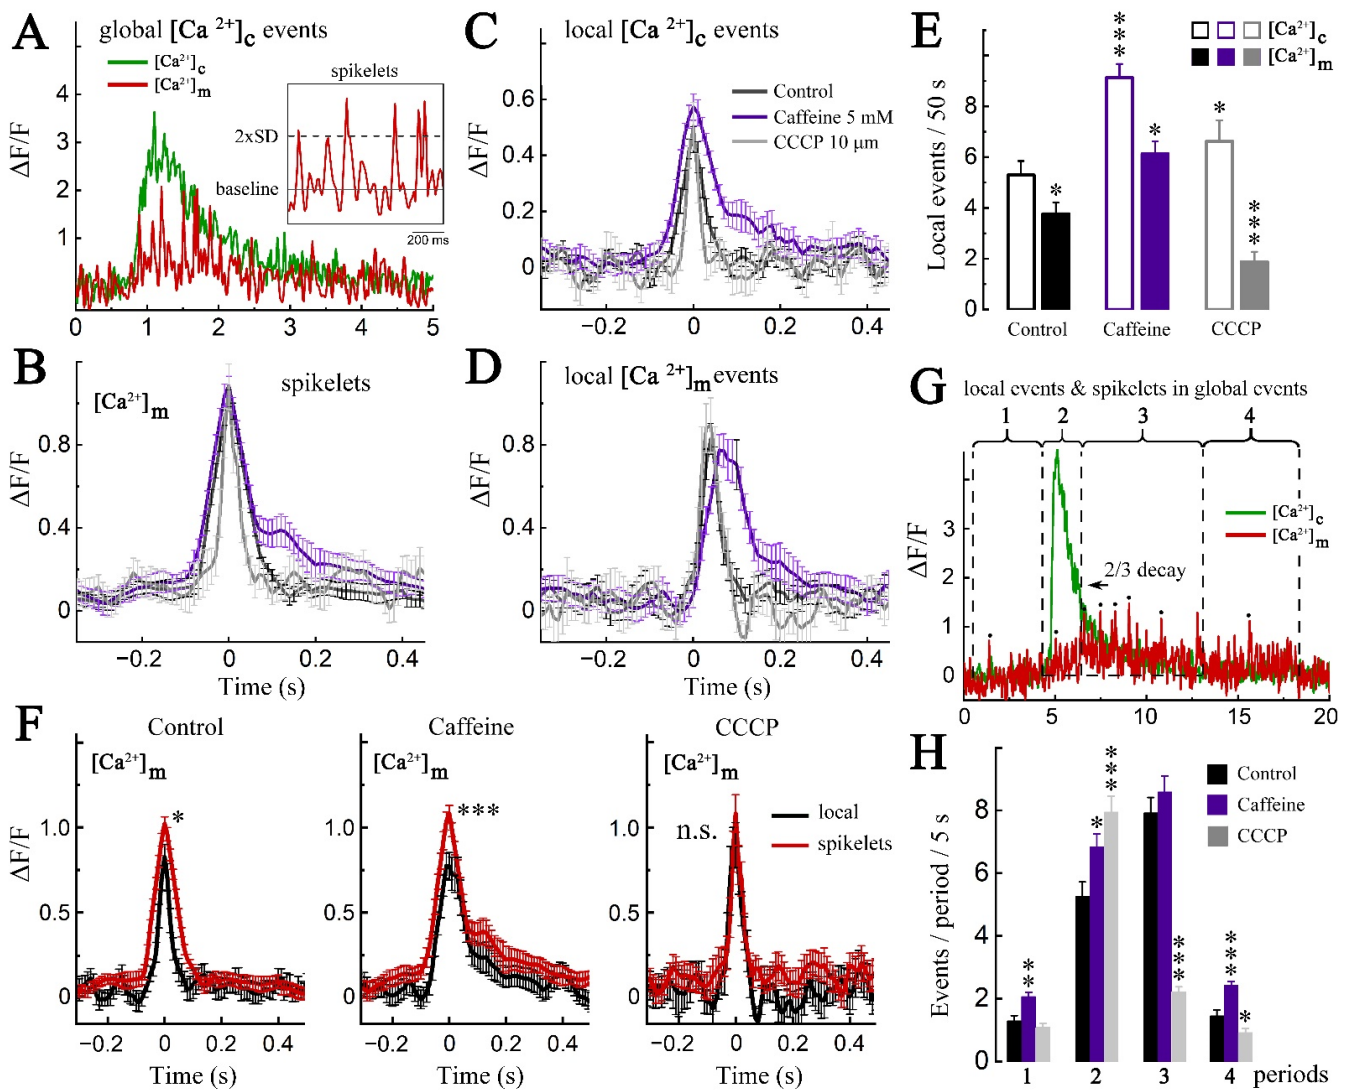 A
global [Ca 2+]c events
[Ca2+]c
[Ca2+]m
spikelets
2xSD
baseline
200 ms
ΔF/F
4
3
2
1
0 1 2 3 4 5
B
[Ca2+]m
spikelets
ΔF/F
0.8
0.4
0
−0.2 0 0.2 0.4
Time (s)
C
local [Ca 2+]c events
Control
Caffeine 5 mM
CCCP 10 μm
ΔF/F
0.6
0.4
0.2
0
−0.2 0 0.2 0.4
D
local [Ca 2+]m events
ΔF/F
0.8
0.4
0
−0.2 0 0.2 0.4
Time (s)
E
[Ca2+]c
[Ca2+]m
Local events / 50 s
8
6
4
2
0
*
***
*
*
***
Control Caffeine CCCP
F
Control
[Ca2+]m
*
ΔF/F
1.0
0.5
0
−0.2 0 0.2 0.4
Time (s)
Caffeine
[Ca2+]m
***
1.0
0.5
0
−0.2 0 0.2 0.4
Time (s)
CCCP
[Ca2+]m
n.s.
local
spikelets
1.0
0.5
0
−0.2 0 0.2 0.4
Time (s)
G
local events & spikelets in global events
1 2 3 4
[Ca2+]c
[Ca2+]m
2/3 decay
ΔF/F
3
2
1
0
0 5 10 15 20
H
Control
Caffeine
CCCP
Events / period / 5 s
8
6
4
2
0
**
*
***
***
***
*
1 2 3 4 periods